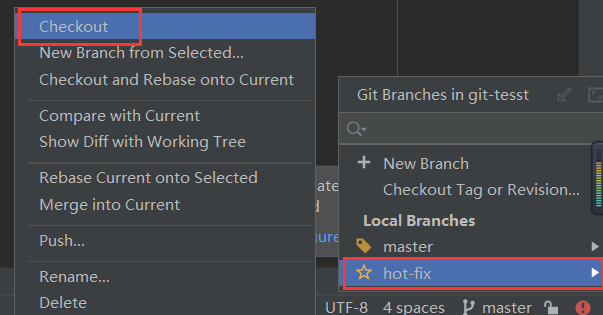 Checkout
New Branch from Selected...
Checkout and Rebase onto Current
Compare with Current
Show Diff with Working Tree
Rebase Current onto Selected
Merge into Current
Push...
Rename...
Delete
Git Branches in git-tesst
New Branch
Checkout Tag or Revision...
Local Branches
master
hot-fix
UTF-8 4 spaces master